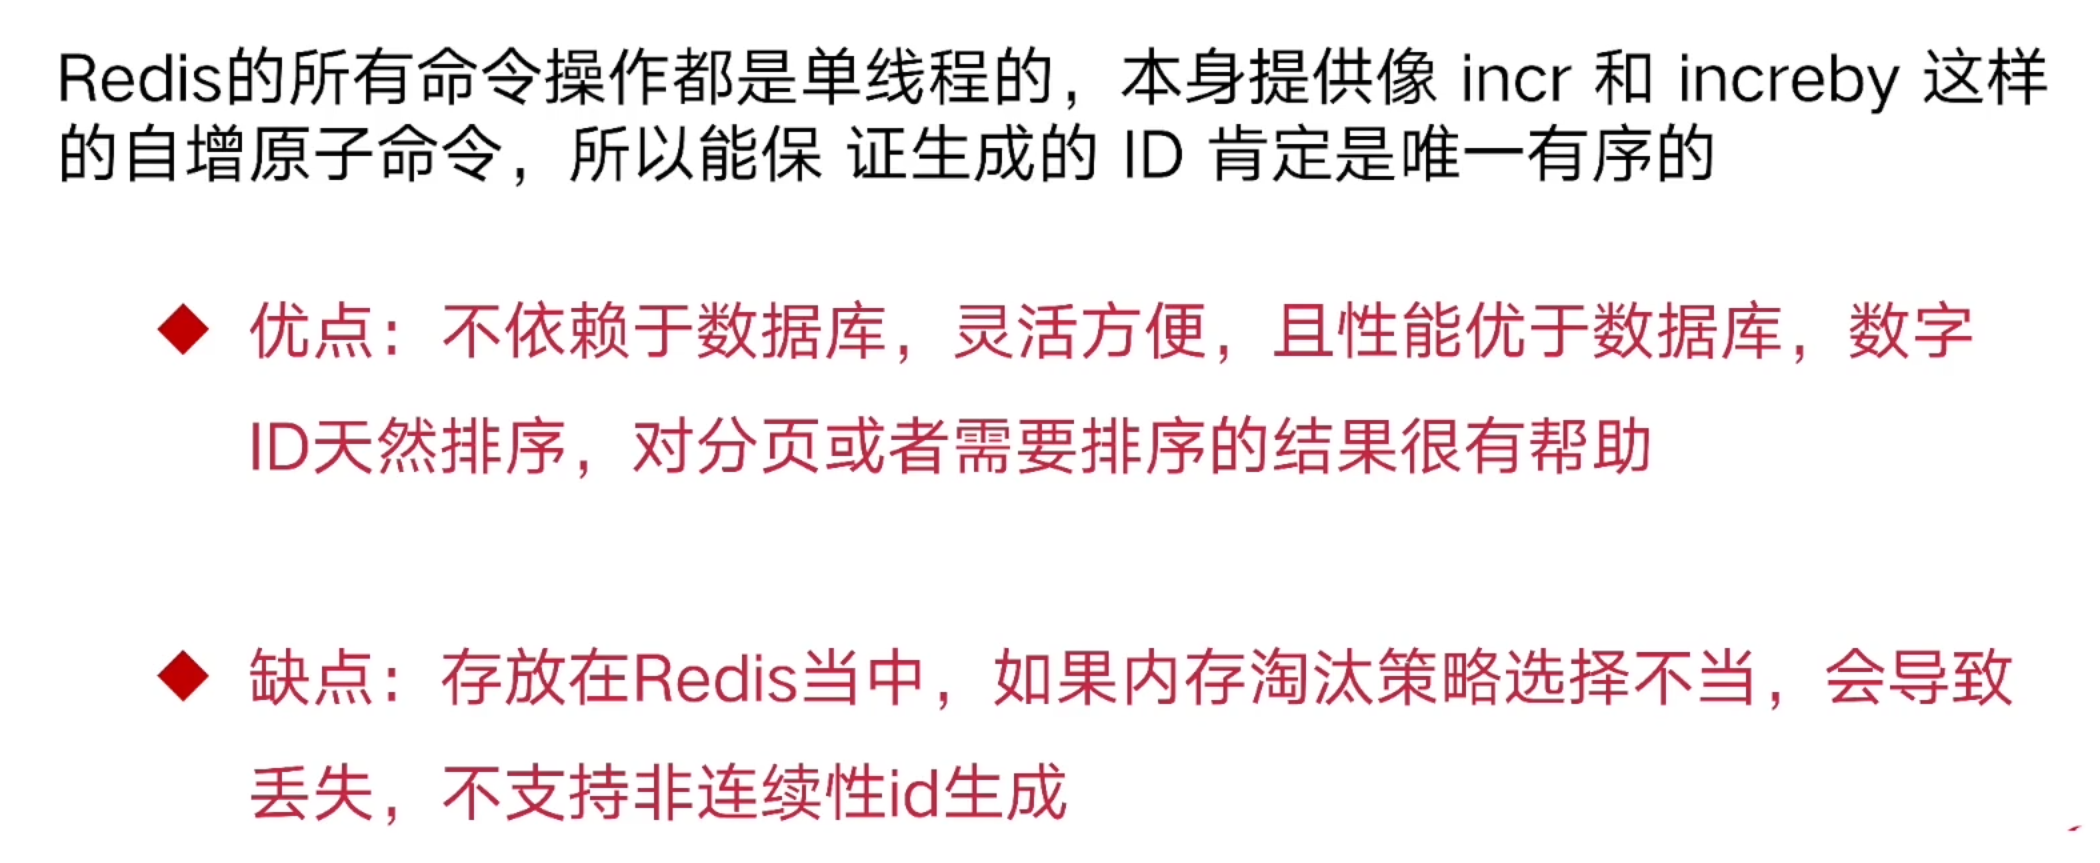 Redis的所有命令操作都是单线程的，本身提供像 incr 和 increby 这样
的自增原子命令，所以能保 证生成的 ID 肯定是唯一有序的
◆ 优点：不依赖于数据库，灵活方便，且性能优于数据库，数字
ID天然排序，对分页或者需要排序的结果很有帮助
◆ 缺点：存放在Redis当中，如果内存淘汰策略选择不当，会导致
丢失，不支持非连续性id生成